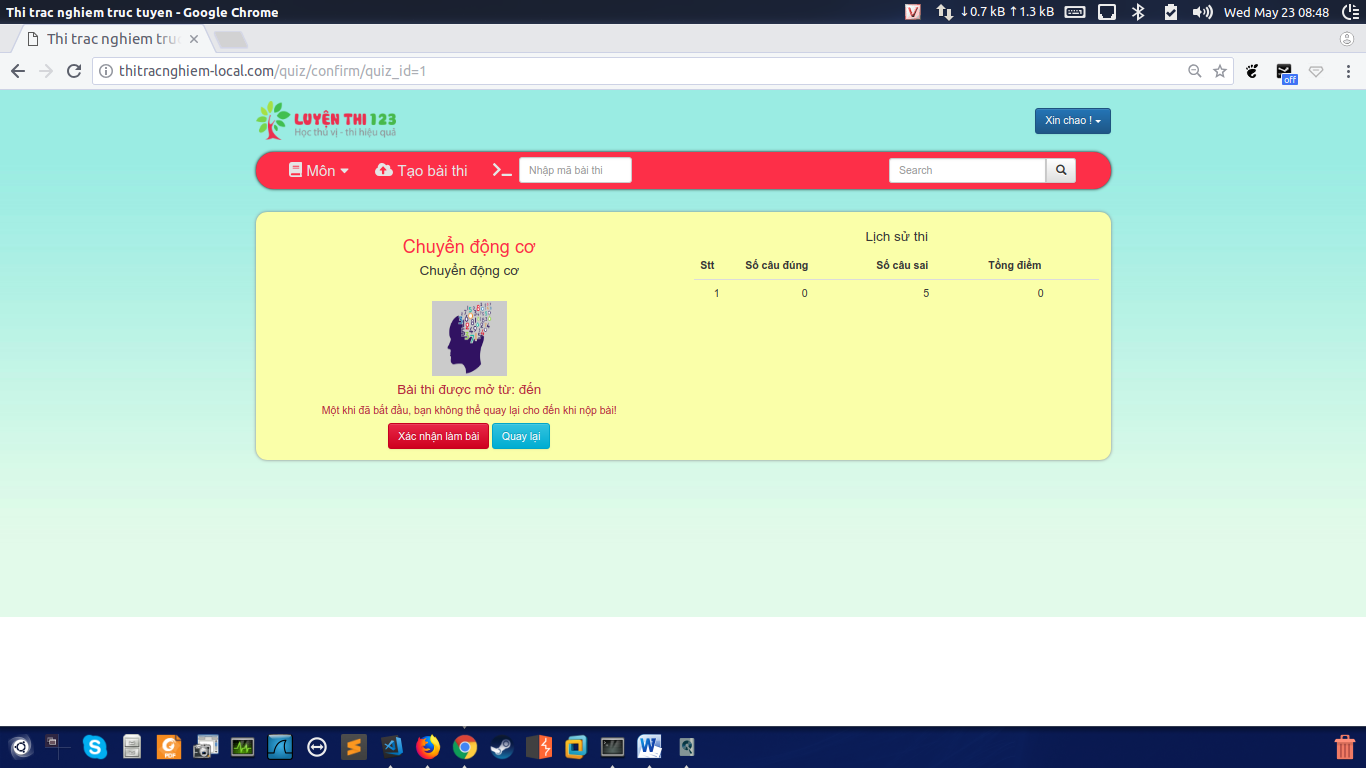 Thi trac nghiem truc tuyen - Google Chrome
↓0.7 kB ↑1.3 kB
Wed May 23 08:48
Thi trac nghiem truc
thitracnghiem-local.com/quiz/confirm/quiz_id=1
off
LUYỆN THI 123
Học thú vị - thi hiệu quả
Xin chao !
Môn
Tạo bài thi
Nhập mã bài thi
Search
Chuyển động cơ
Chuyển động cơ
Bài thi được mở từ: đến
Một khi đã bắt đầu, bạn không thể quay lại cho đến khi nộp bài!
Xác nhận làm bài
Quay lại
Lịch sử thi
Stt Số câu đúng Số câu sai Tổng điểm
1 0 5 0